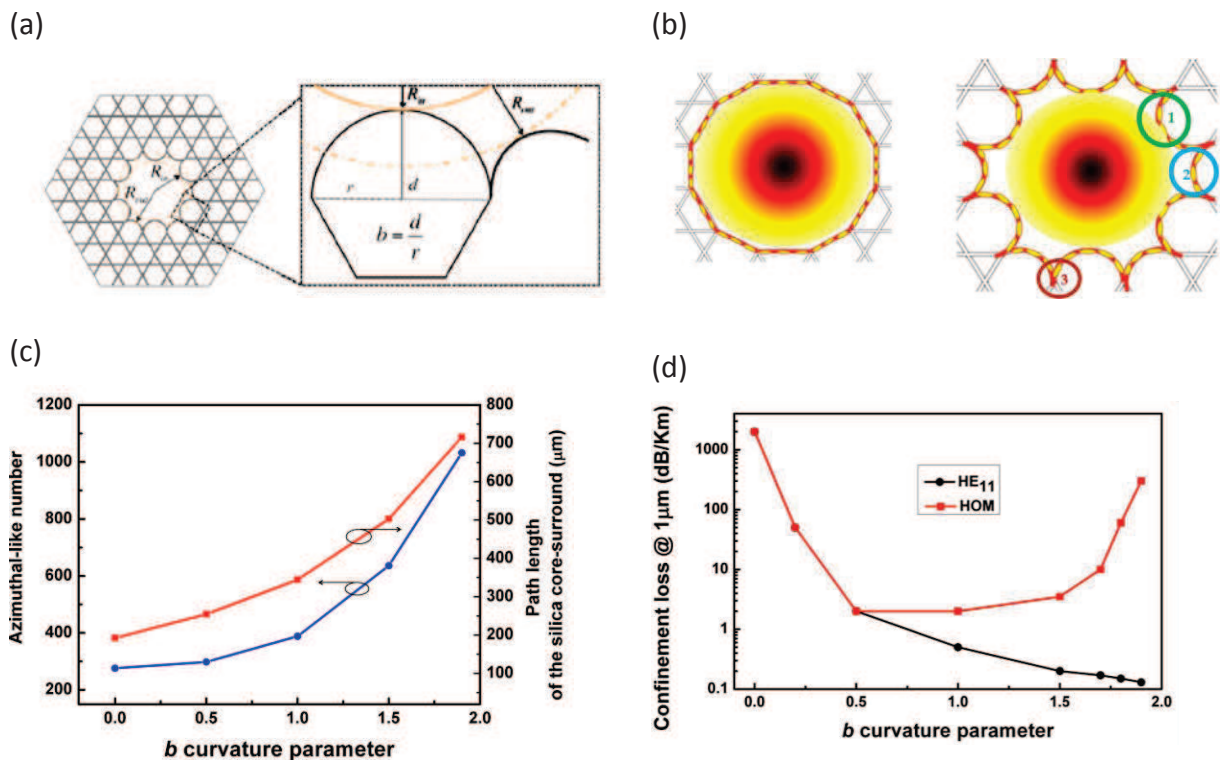 (a)
(b)
R_in
R_out
R_in
R_out
r
d
b = d/r
1
2
3
(c)
(d)
1200
1000
800
600
400
200
Azimuthal-like number
800
700
600
500
400
300
200
100
Path length
of the silica core-surround (μm)
0.0 0.5 1.0 1.5 2.0
b curvature parameter
1000
100
10
1
0.1
Confinement loss @ 1μm (dB/Km)
HE11
HOM
0.0 0.5 1.0 1.5 2.0
b curvature parameter